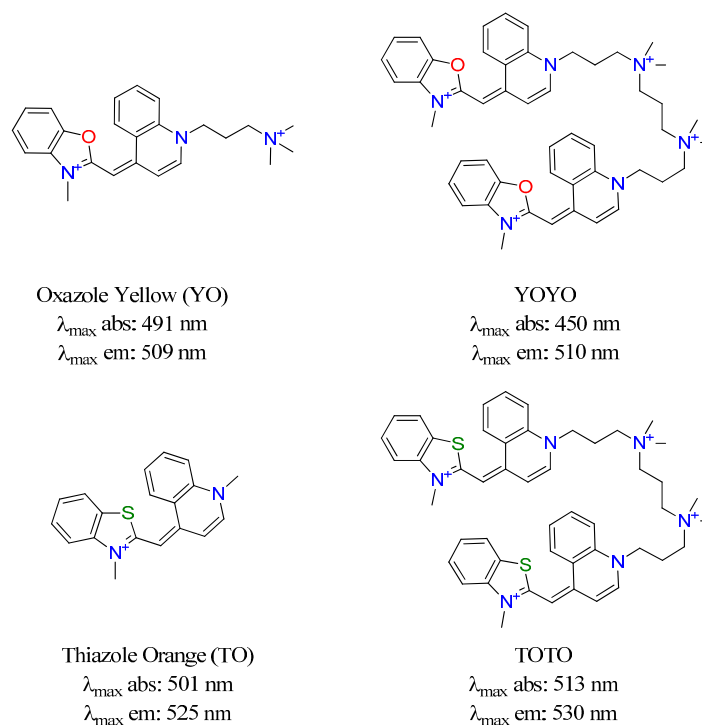 O
N
N+
N+
Oxazole Yellow (YO)
λmax abs: 491 nm
λmax em: 509 nm
O
N
N+
N+
N+
O
N
N+
YOYO
λmax abs: 450 nm
λmax em: 510 nm
N
S
N+
Thiazole Orange (TO)
λmax abs: 501 nm
λmax em: 525 nm
S
N
N+
N+
N+
S
N
N+
TOTO
λmax abs: 513 nm
λmax em: 530 nm